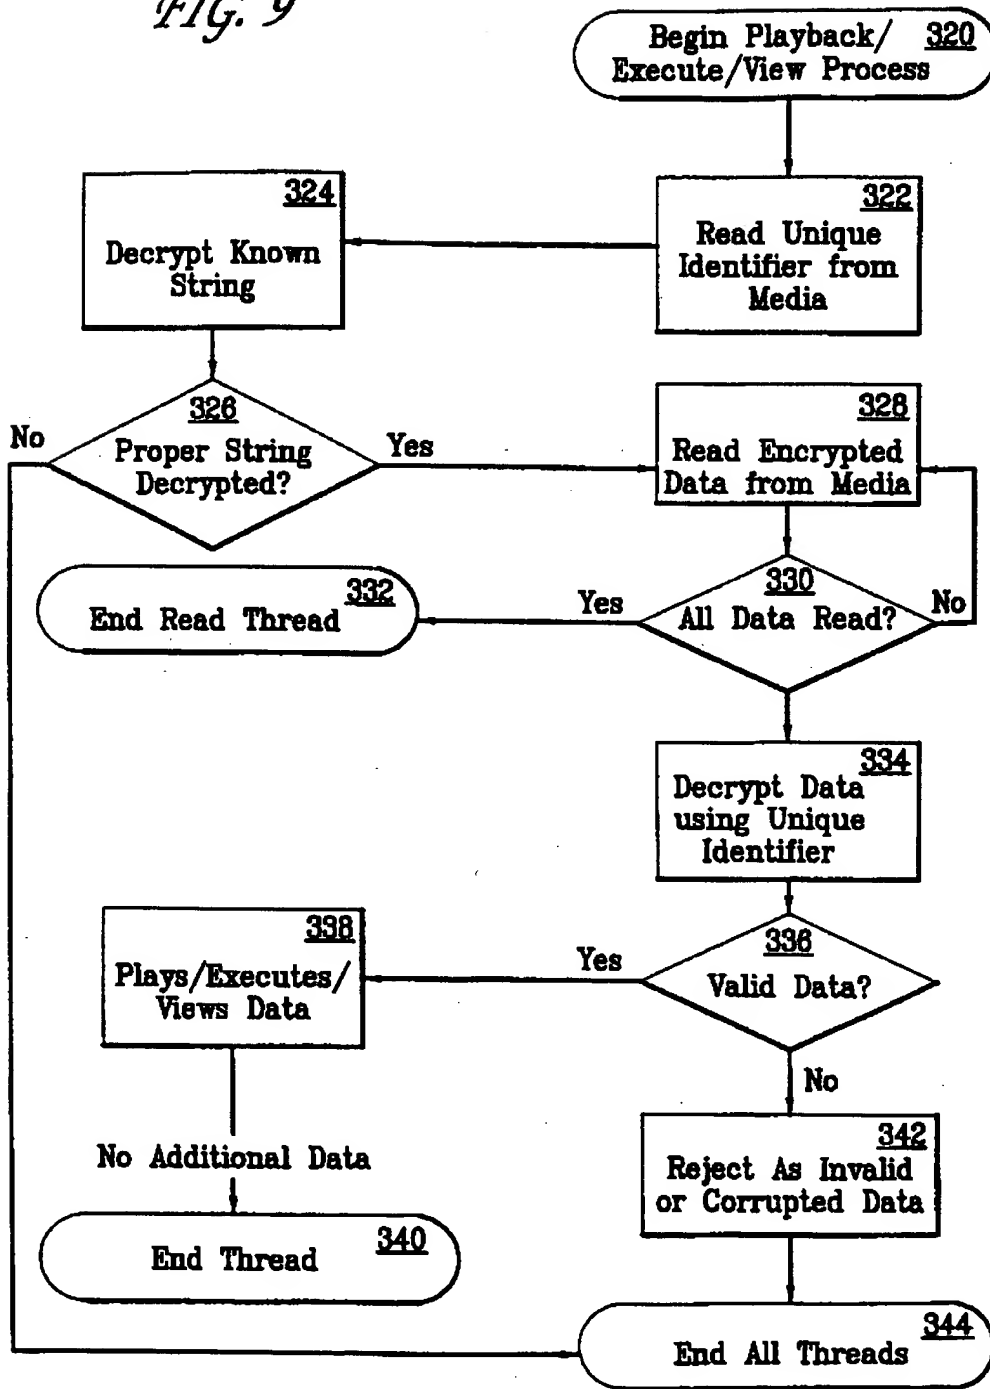 FIG. 9
Begin Playback/ 320
Execute/View Process
324
Decrypt Known
String
322
Read Unique
Identifier from
Media
326
Proper String
Decrypted?
No
Yes
328
Read Encrypted
Data from Media
330
All Data Read?
Yes
No
332
End Read Thread
334
Decrypt Data
using Unique
Identifier
336
Valid Data?
Yes
No
338
Plays/Executes/
Views Data
No Additional Data
340
End Thread
342
Reject As Invalid
or Corrupted Data
344
End All Threads